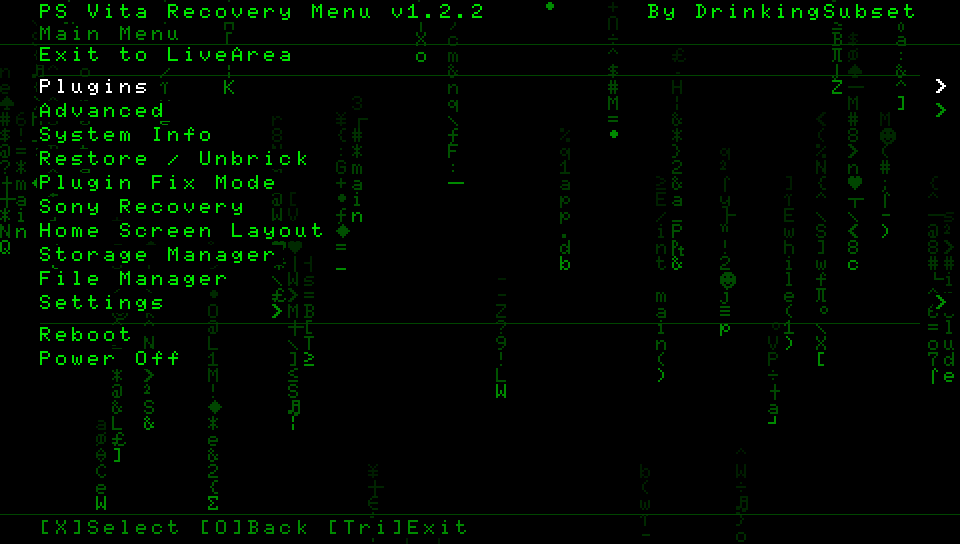 PS Vita Recovery Menu v1.2.2 By DrinkingSubset
Main Menu
Exit to LiveArea
Plugins >
Advanced >
System Info
Restore / Unbrick
Plugin Fix Mode
Sony Recovery
Home Screen Layout
Storage Manager
File Manager
Settings >
Reboot
Power Off
[X]Select [O]Back [Tri]Exit